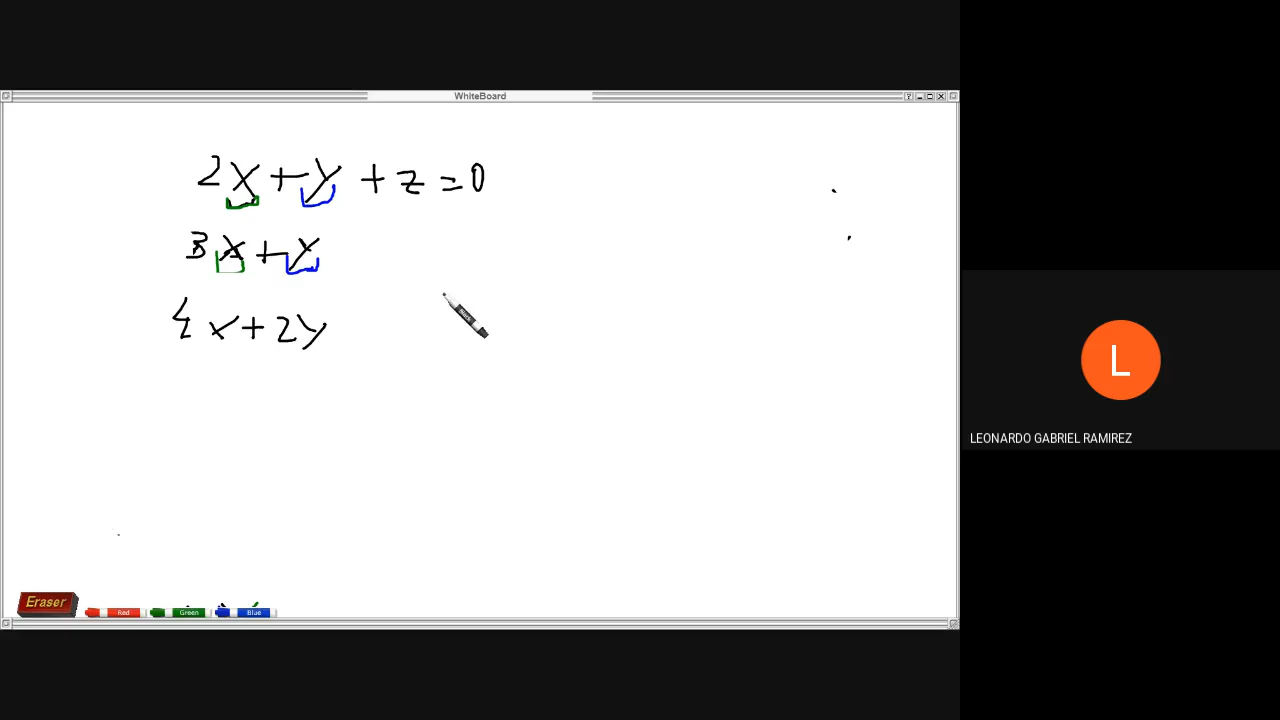 WhiteBoard
2x+y+z=0
3x+y
4x+2y
LEONARDO GABRIEL RAMIREZ
L
Eraser
Red
Green
Blue